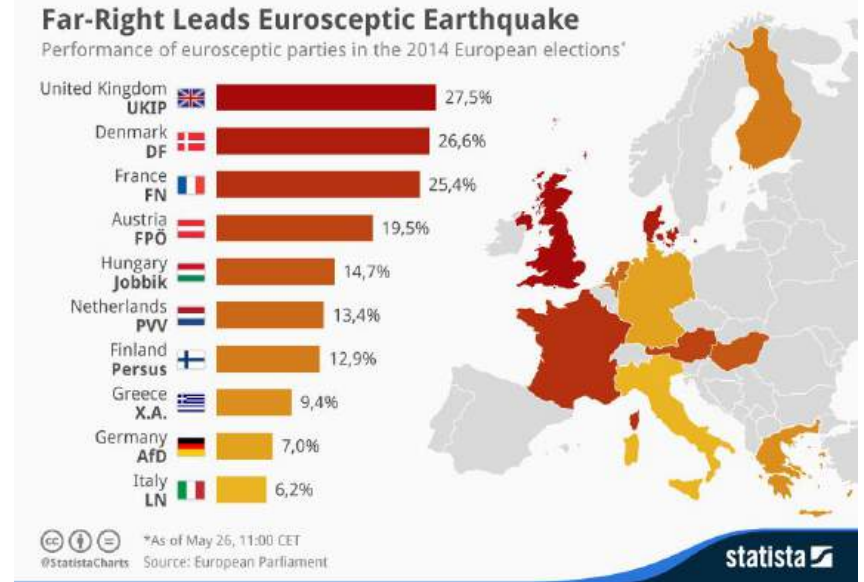 Far-Right Leads Eurosceptic Earthquake
Performance of eurosceptic parties in the 2014 European elections*
United Kingdom
UKIP
27,5%
Denmark
DF
26,6%
France
FN
25,4%
Austria
FPÖ
19,5%
Hungary
Jobbik
14,7%
Netherlands
PVV
13,4%
Finland
Persus
12,9%
Greece
X.A.
9,4%
Germany
AfD
7,0%
Italy
LN
6,2%
cc
@StatistaCharts
*As of May 26, 11:00 CET
Source: European Parliament
statista